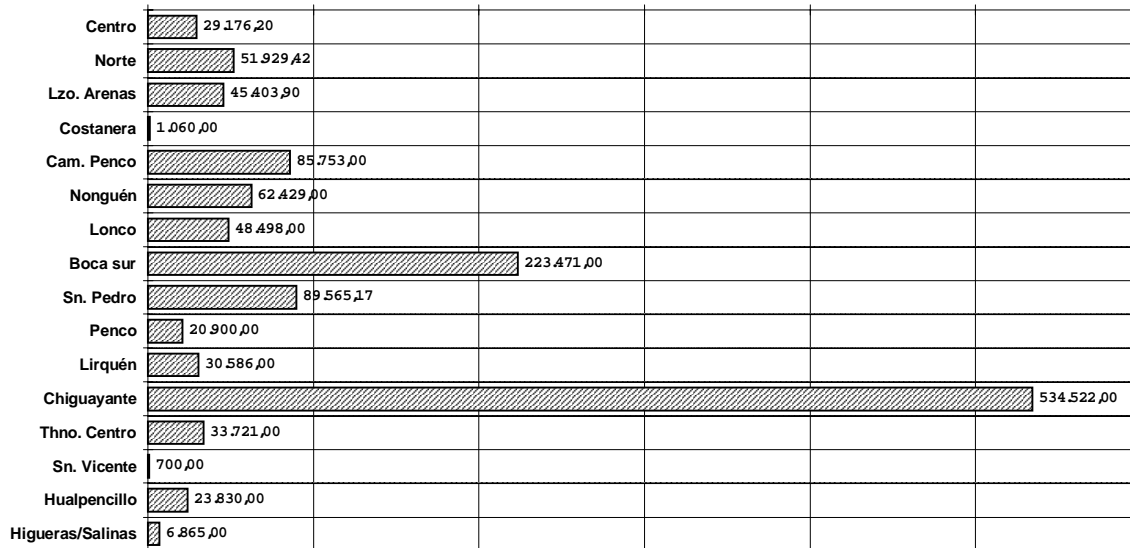 Centro 29.176,20
Norte 51.929,42
Lzo. Arenas 45.403,90
Costanera 1.060,00
Cam. Penco 85.753,00
Nonguén 62.429,00
Lonco 48.498,00
Boca sur 223.471,00
Sn. Pedro 89.565,17
Penco 20.900,00
Lirquén 30.586,00
Chiguayante 534.522,00
Thno. Centro 33.721,00
Sn. Vicente 700,00
Hualpencillo 23.830,00
Higueras/Salinas 6.865,00